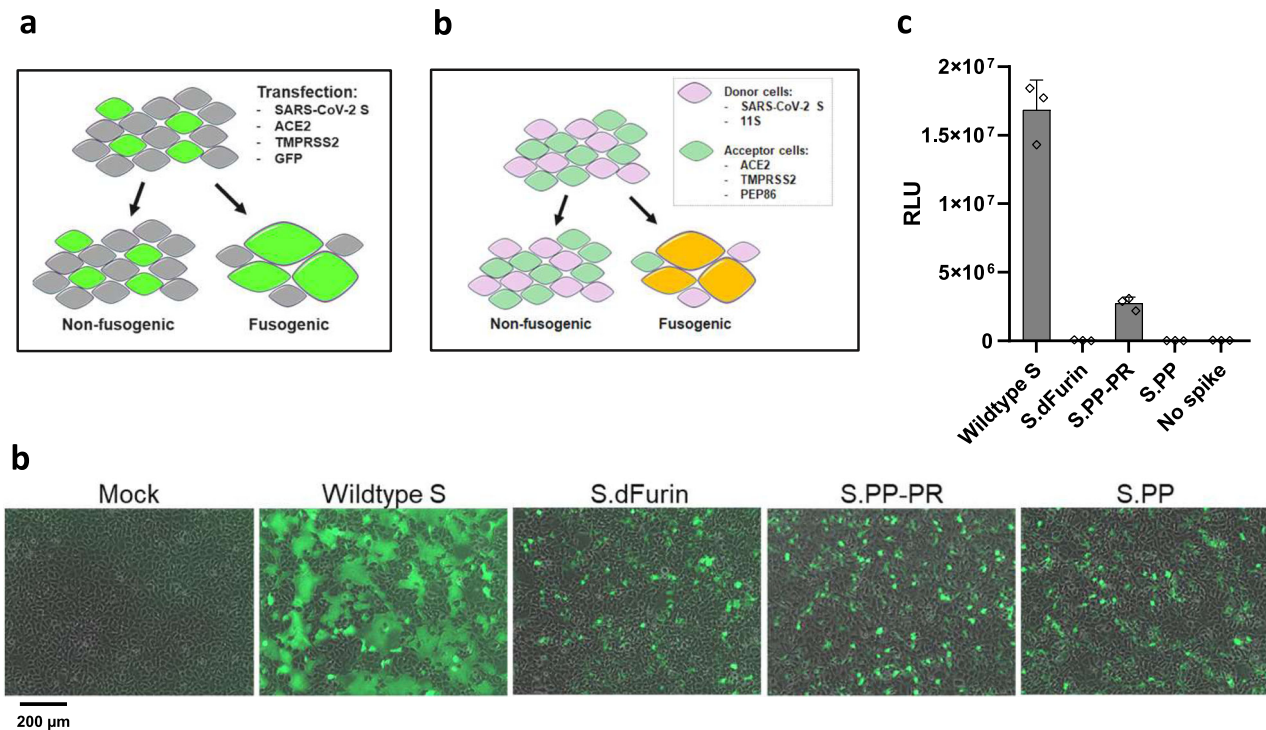 a
Transfection:
- SARS-CoV-2 S
- ACE2
- TMPRSS2
- GFP
Non-fusogenic
Fusogenic
b
Donor cells:
- SARS-CoV-2 S
- 11S
Acceptor cells:
- ACE2
- TMPRSS2
- PEP86
Non-fusogenic
Fusogenic
c
RLU
2×10⁷
1.5×10⁷
1×10⁷
5×10⁶
0
Wildtype S
S.dFurin
S.PP-PR
S.PP
No spike
b
Mock
Wildtype S
S.dFurin
S.PP-PR
S.PP
200 µm